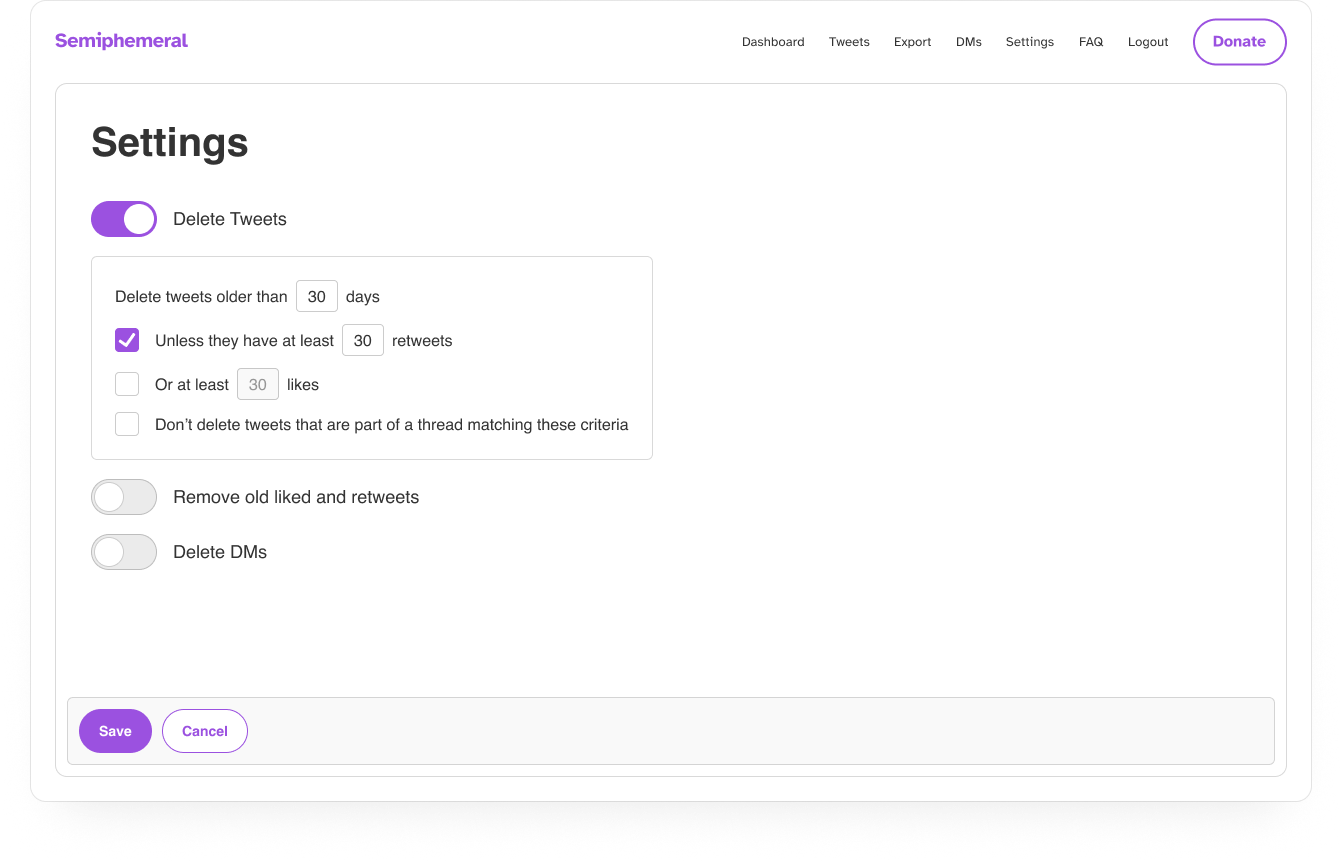 Semiphemeral
Dashboard Tweets Export DMs Settings FAQ Logout Donate
Settings
Delete Tweets
Delete tweets older than 30 days
Unless they have at least 30 retweets
Or at least 30 likes
Don’t delete tweets that are part of a thread matching these criteria
Remove old liked and retweets
Delete DMs
Save Cancel